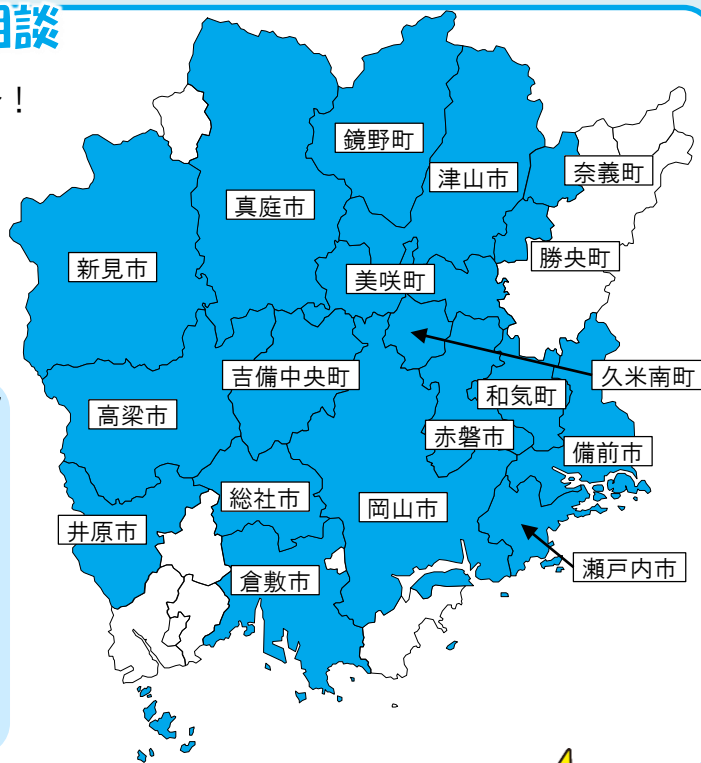 相談
！
鏡野町
津山市
奈義町
真庭市
勝央町
新見市
美咲町
久米南町
吉備中央町
和気町
高梁市
赤磐市
備前市
総社市
岡山市
井原市
瀬戸内市
倉敷市